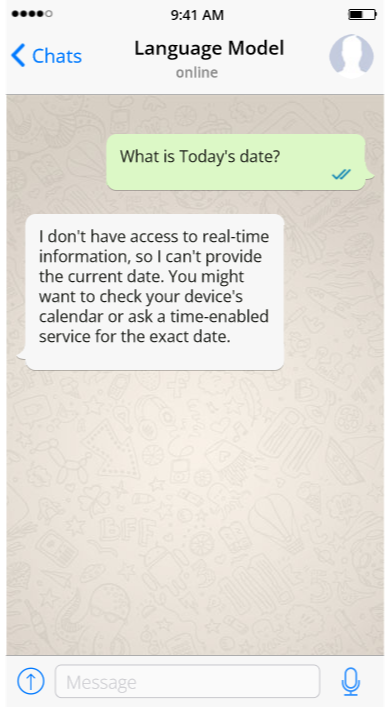 9:41 AM
Chats
Language Model
online
What is Today's date?
I don't have access to real-time
information, so I can't provide
the current date. You might
want to check your device's
calendar or ask a time-enabled
service for the exact date.
BFF
Message